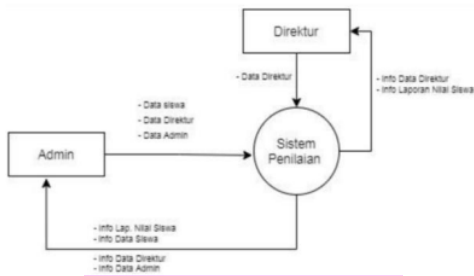 Direktur
- Data Direktur
- Info Data Direktur
- Info Laporan Nilai Siswa
- Data siswa
- Data Direktur
- Data Admin
Admin
Sistem
Penilaian
- Info Lap. Nilai Siswa
- Info Data Siswa
- Info Data Direktur
- Info Data Admin